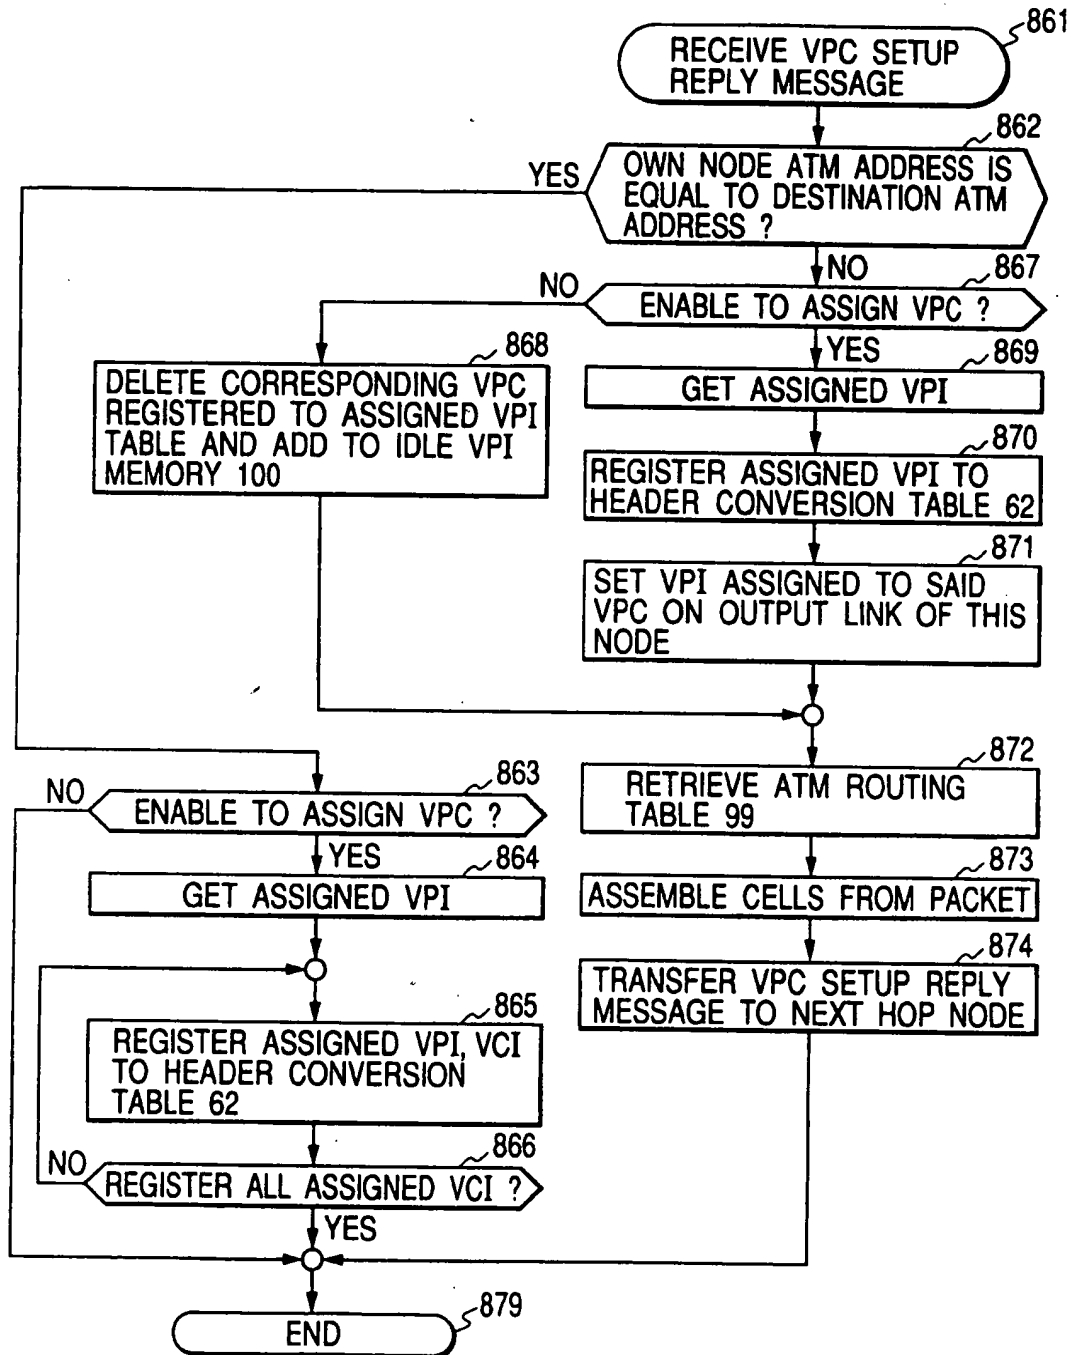 861
RECEIVE VPC SETUP
REPLY MESSAGE
862
YES
OWN NODE ATM ADDRESS IS
EQUAL TO DESTINATION ATM
ADDRESS ?
NO
867
NO
ENABLE TO ASSIGN VPC ?
YES
868
DELETE CORRESPONDING VPC
REGISTERED TO ASSIGNED VPI
TABLE AND ADD TO IDLE VPI
MEMORY 100
869
GET ASSIGNED VPI
870
REGISTER ASSIGNED VPI TO
HEADER CONVERSION TABLE 62
871
SET VPI ASSIGNED TO SAID
VPC ON OUTPUT LINK OF THIS
NODE
872
RETRIEVE ATM ROUTING
TABLE 99
873
ASSEMBLE CELLS FROM PACKET
874
TRANSFER VPC SETUP REPLY
MESSAGE TO NEXT HOP NODE
863
NO
ENABLE TO ASSIGN VPC ?
YES
864
GET ASSIGNED VPI
865
REGISTER ASSIGNED VPI, VCI
TO HEADER CONVERSION
TABLE 62
866
NO
REGISTER ALL ASSIGNED VCI ?
YES
879
END